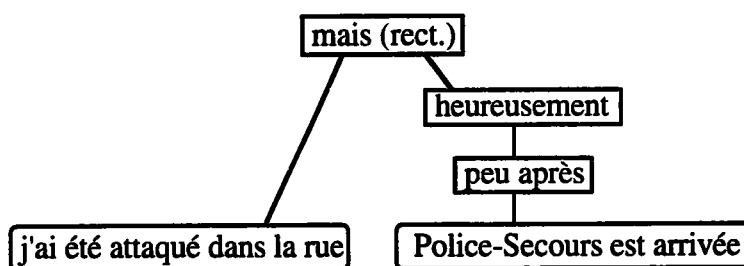 mais (rect.)
heureusement
peu après
j'ai été attaqué dans la rue
Police-Secours est arrivée